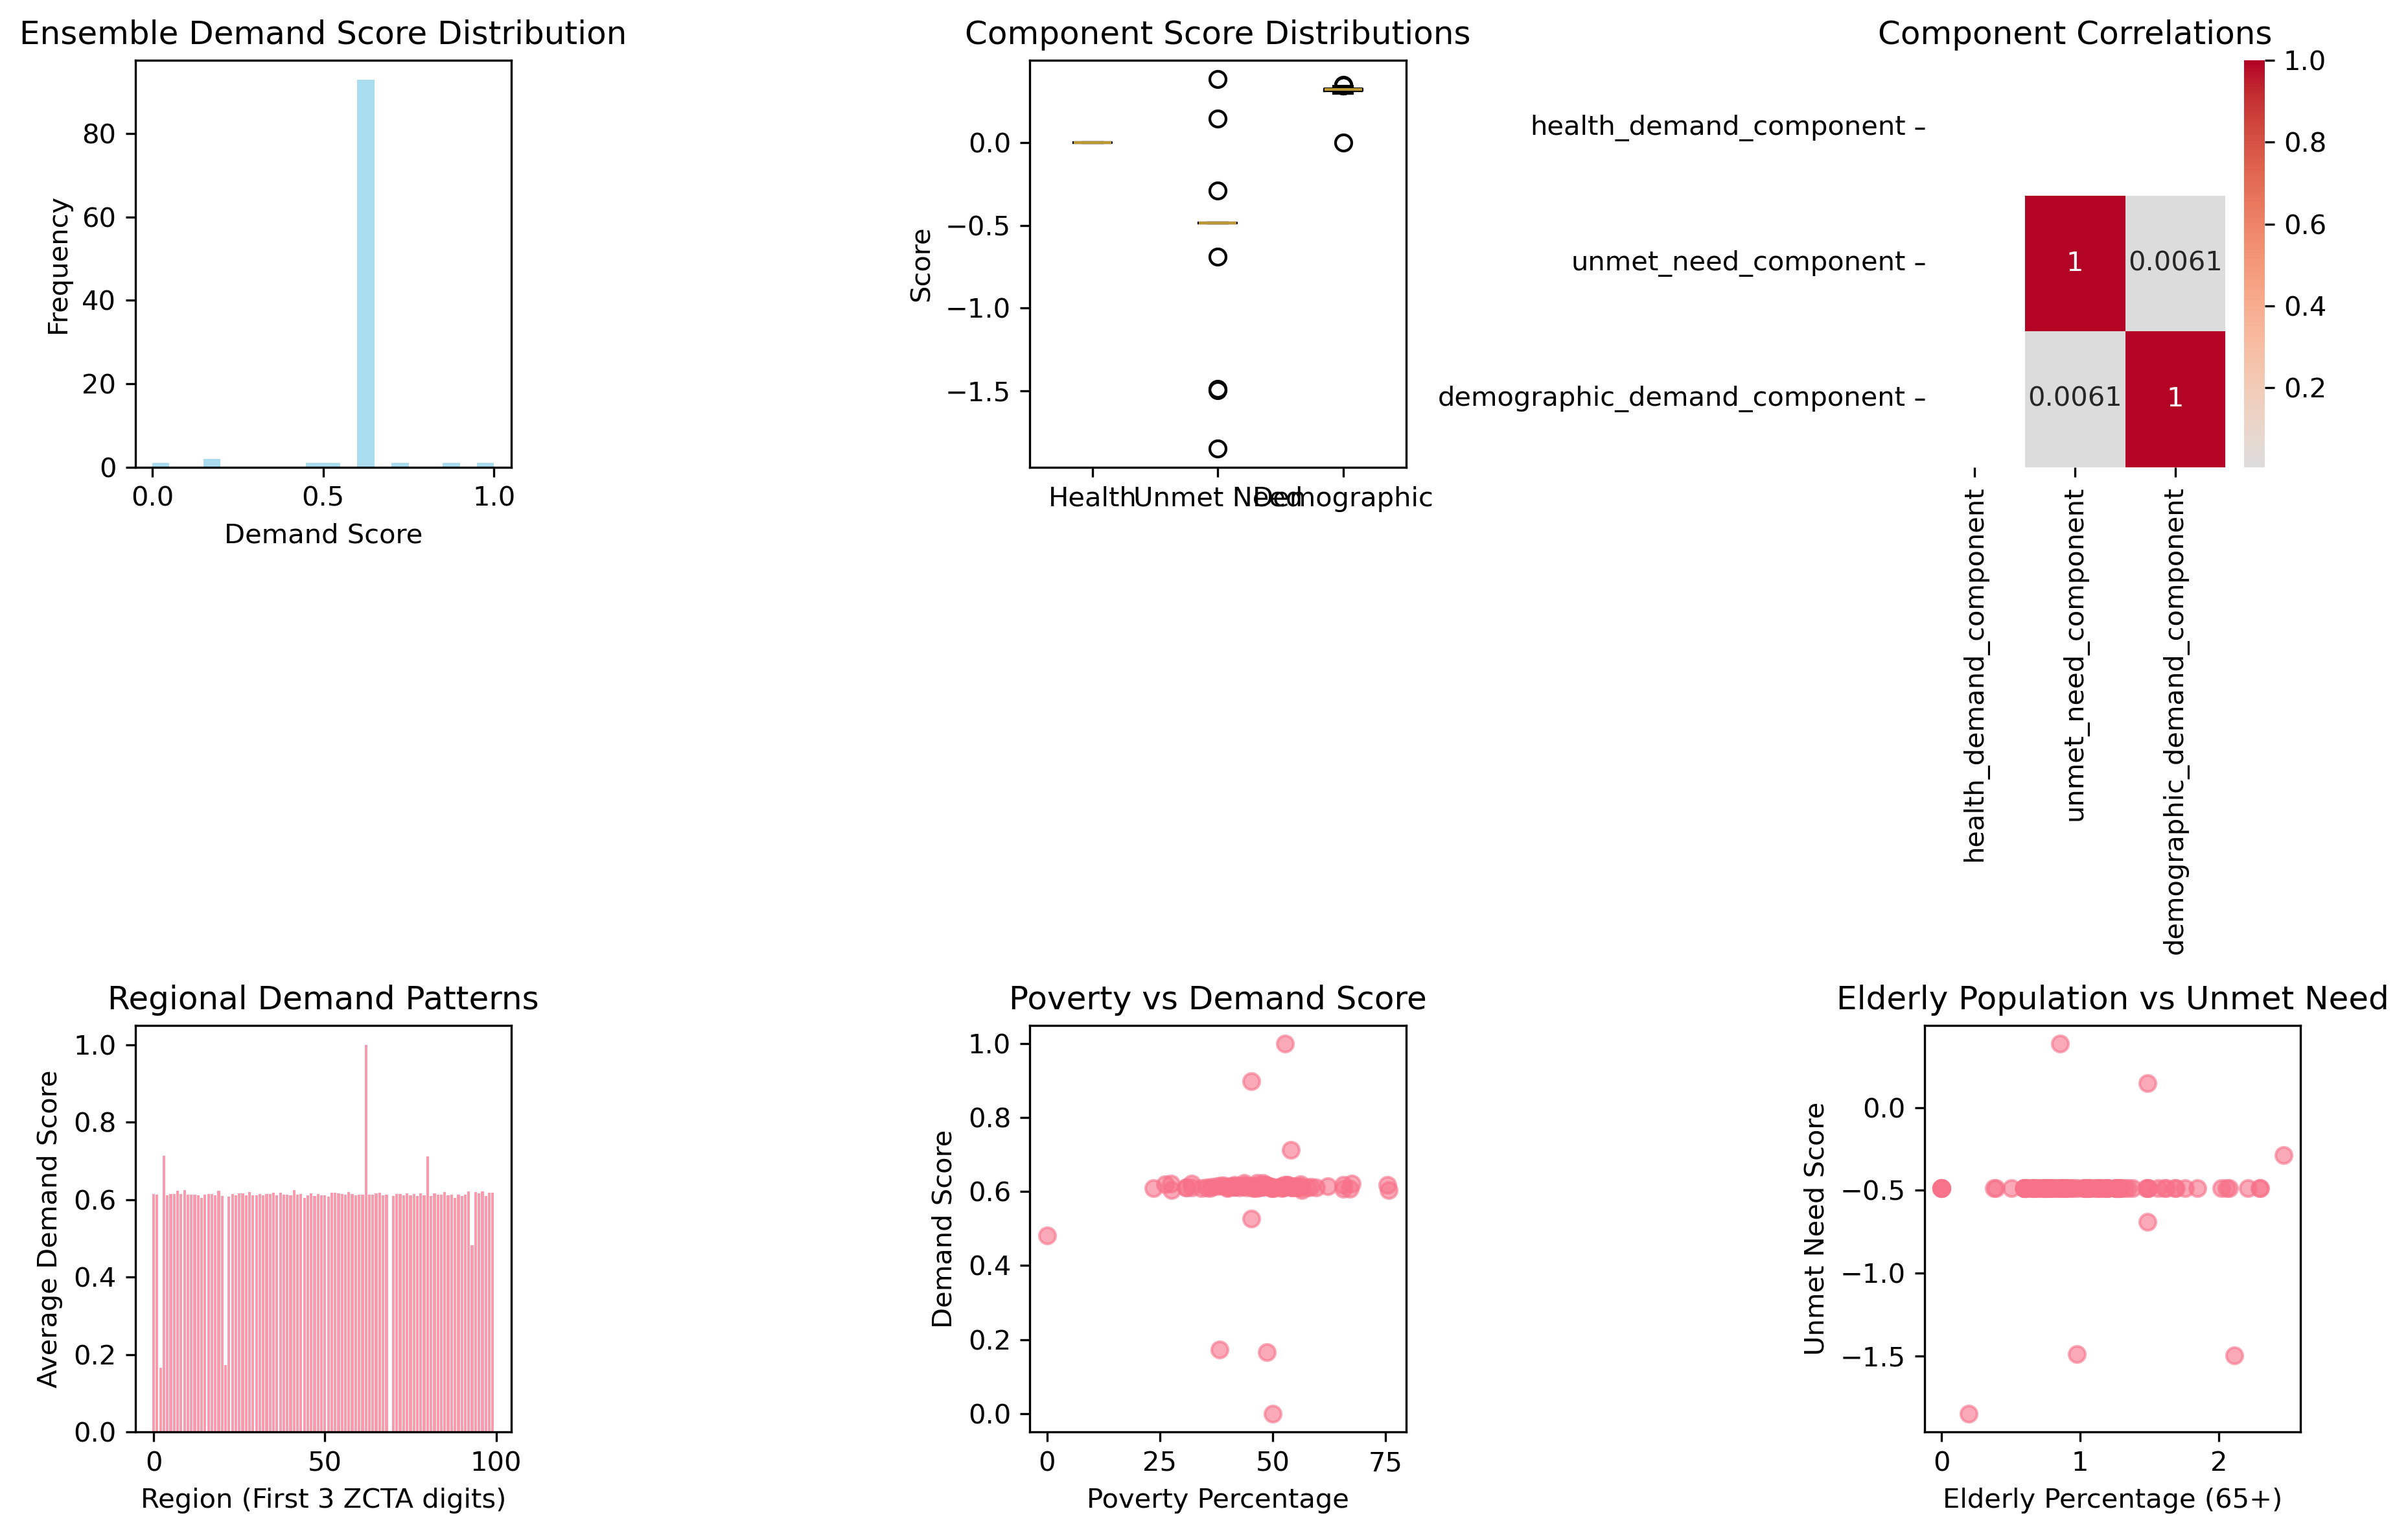 Ensemble Demand Score Distribution
Frequency
80
60
40
20
0
0.0 0.5 1.0
Demand Score
Component Score Distributions
Score
0.0
−0.5
−1.0
−1.5
Health Unmet Need Demographic
Component Correlations
health_demand_component
unmet_need_component
demographic_demand_component
1 0.0061
0.0061 1
health_demand_component
unmet_need_component
demographic_demand_component
1.0
0.8
0.6
0.4
0.2
Regional Demand Patterns
Average Demand Score
1.0
0.8
0.6
0.4
0.2
0.0
0 50 100
Region (First 3 ZCTA digits)
Poverty vs Demand Score
Demand Score
1.0
0.8
0.6
0.4
0.2
0.0
0 25 50 75
Poverty Percentage
Elderly Population vs Unmet Need
Unmet Need Score
0.0
−0.5
−1.0
−1.5
0 1 2
Elderly Percentage (65+)